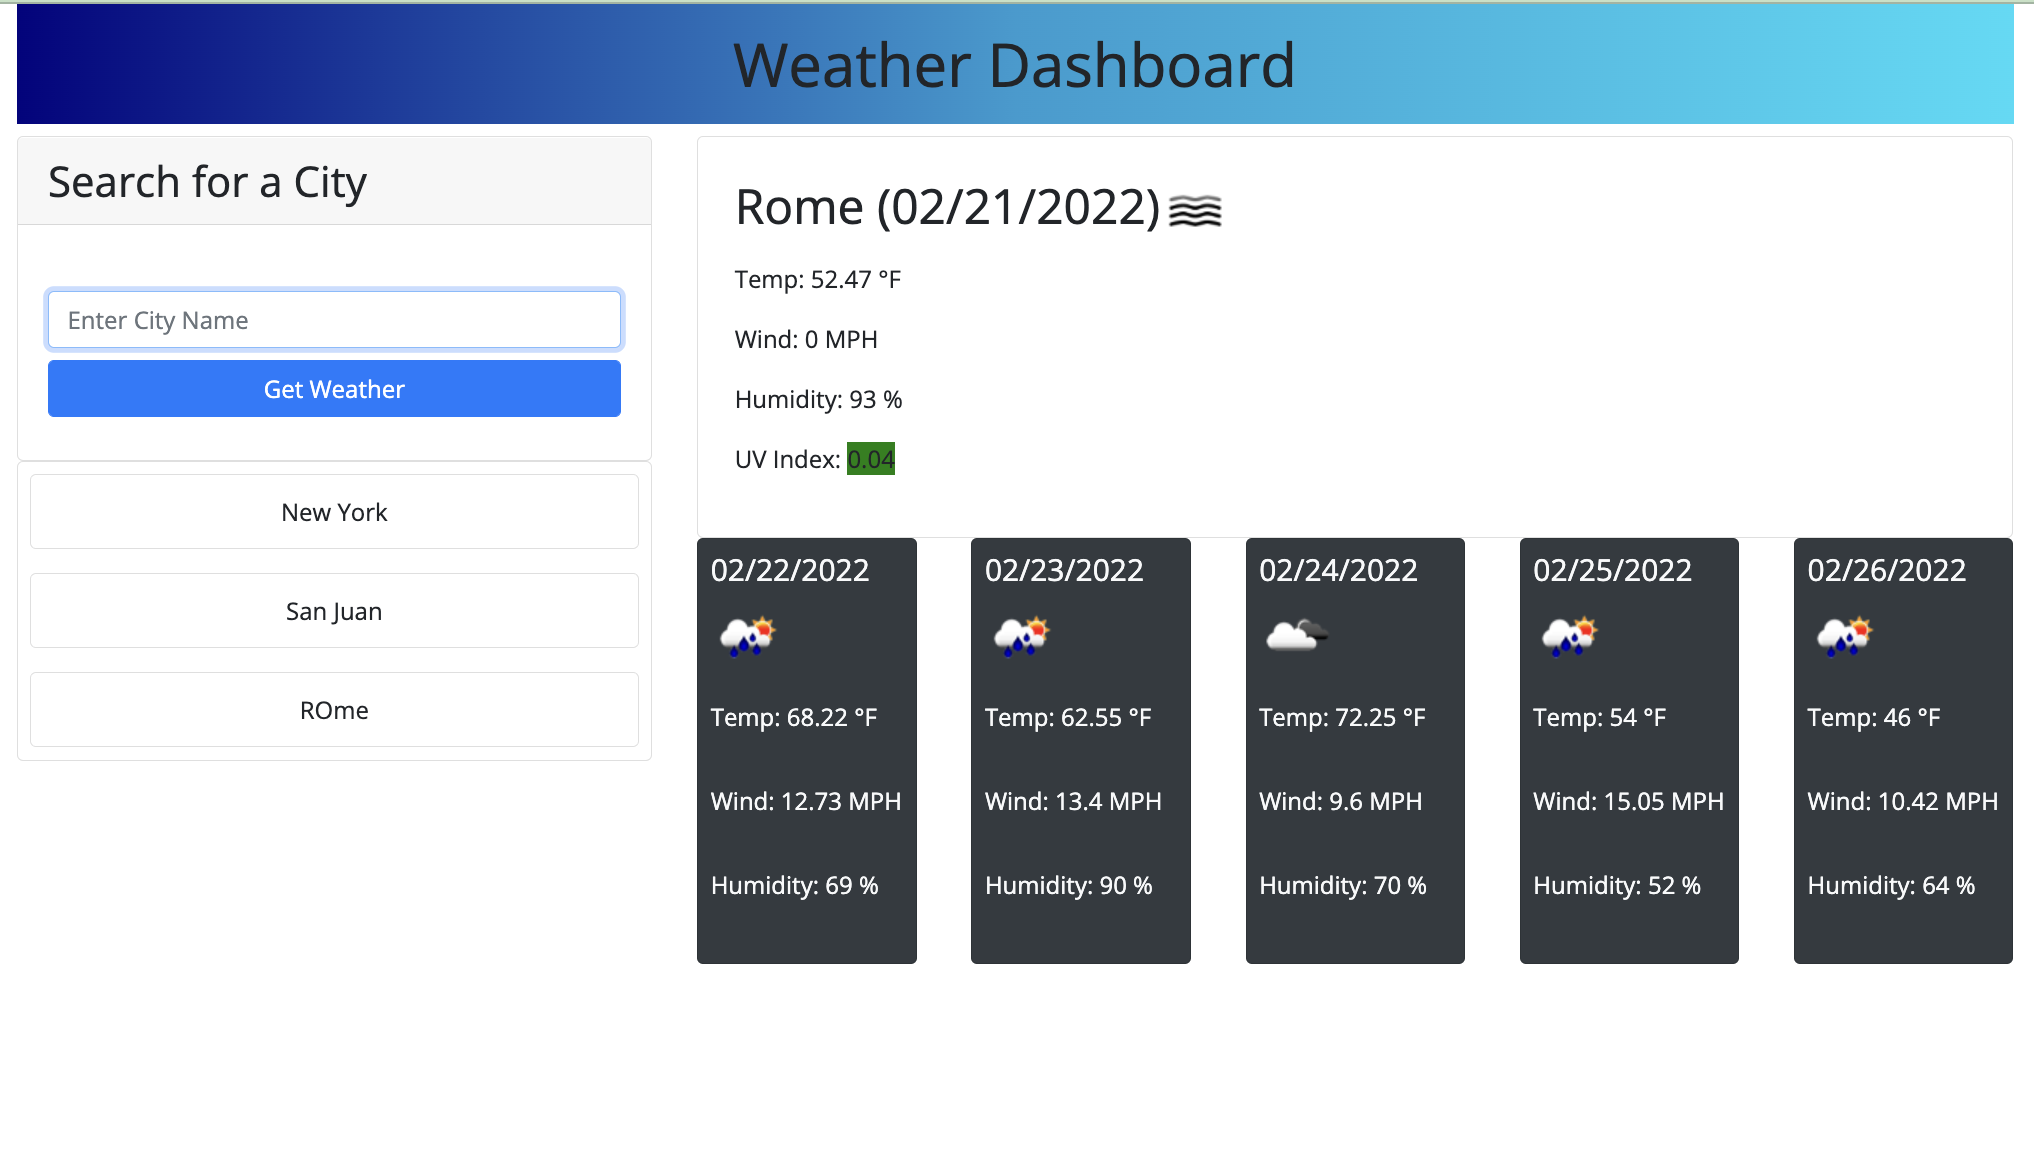 Weather Dashboard
Search for a City
Enter City Name
Get Weather
New York
San Juan
ROme
Rome (02/21/2022)
Temp: 52.47 °F
Wind: 0 MPH
Humidity: 93 %
UV Index: 0.04
02/22/2022
Temp: 68.22 °F
Wind: 12.73 MPH
Humidity: 69 %
02/23/2022
Temp: 62.55 °F
Wind: 13.4 MPH
Humidity: 90 %
02/24/2022
Temp: 72.25 °F
Wind: 9.6 MPH
Humidity: 70 %
02/25/2022
Temp: 54 °F
Wind: 15.05 MPH
Humidity: 52 %
02/26/2022
Temp: 46 °F
Wind: 10.42 MPH
Humidity: 64 %